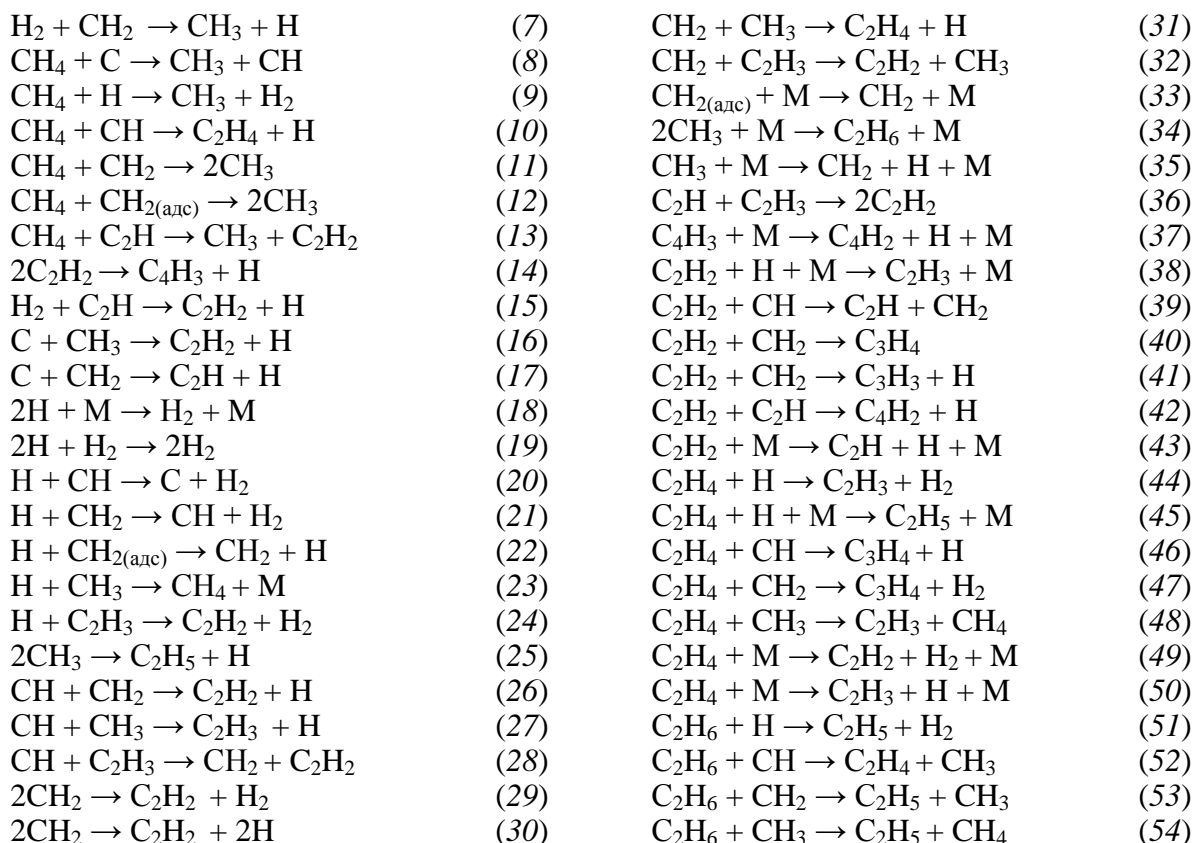 H₂ + CH₂ → CH₃ + H (7)
CH₄ + C → CH₃ + CH (8)
CH₄ + H → CH₃ + H₂ (9)
CH₄ + CH → C₂H₄ + H (10)
CH₄ + CH₂ → 2CH₃ (11)
CH₄ + CH₂₍адс₎ → 2CH₃ (12)
CH₄ + C₂H → CH₃ + C₂H₂ (13)
2C₂H₂ → C₄H₃ + H (14)
H₂ + C₂H → C₂H₂ + H (15)
C + CH₃ → C₂H₂ + H (16)
C + CH₂ → C₂H + H (17)
2H + M → H₂ + M (18)
2H + H₂ → 2H₂ (19)
H + CH → C + H₂ (20)
H + CH₂ → CH + H₂ (21)
H + CH₂₍адс₎ → CH₂ + H (22)
H + CH₃ → CH₄ + M (23)
H + C₂H₃ → C₂H₂ + H₂ (24)
2CH₃ → C₂H₅ + H (25)
CH + CH₂ → C₂H₂ + H (26)
CH + CH₃ → C₂H₃ + H (27)
CH + C₂H₃ → CH₂ + C₂H₂ (28)
2CH₂ → C₂H₂ + H₂ (29)
2CH₂ → C₂H₂ + 2H (30)
CH₂ + CH₃ → C₂H₄ + H (31)
CH₂ + C₂H₃ → C₂H₂ + CH₃ (32)
CH₂₍адс₎ + M → CH₂ + M (33)
2CH₃ + M → C₂H₆ + M (34)
CH₃ + M → CH₂ + H + M (35)
C₂H + C₂H₃ → 2C₂H₂ (36)
C₄H₃ + M → C₄H₂ + H + M (37)
C₂H₂ + H + M → C₂H₃ + M (38)
C₂H₂ + CH → C₂H + CH₂ (39)
C₂H₂ + CH₂ → C₃H₄ (40)
C₂H₂ + CH₂ → C₃H₃ + H (41)
C₂H₂ + C₂H → C₄H₂ + H (42)
C₂H₂ + M → C₂H + H + M (43)
C₂H₄ + H → C₂H₃ + H₂ (44)
C₂H₄ + H + M → C₂H₅ + M (45)
C₂H₄ + CH → C₃H₄ + H (46)
C₂H₄ + CH₂ → C₃H₄ + H₂ (47)
C₂H₄ + CH₃ → C₂H₃ + CH₄ (48)
C₂H₄ + M → C₂H₂ + H₂ + M (49)
C₂H₄ + M → C₂H₃ + H + M (50)
C₂H₆ + H → C₂H₅ + H₂ (51)
C₂H₆ + CH → C₂H₄ + CH₃ (52)
C₂H₆ + CH₂ → C₂H₅ + CH₃ (53)
C₂H₆ + CH₃ → C₂H₅ + CH₄ (54)